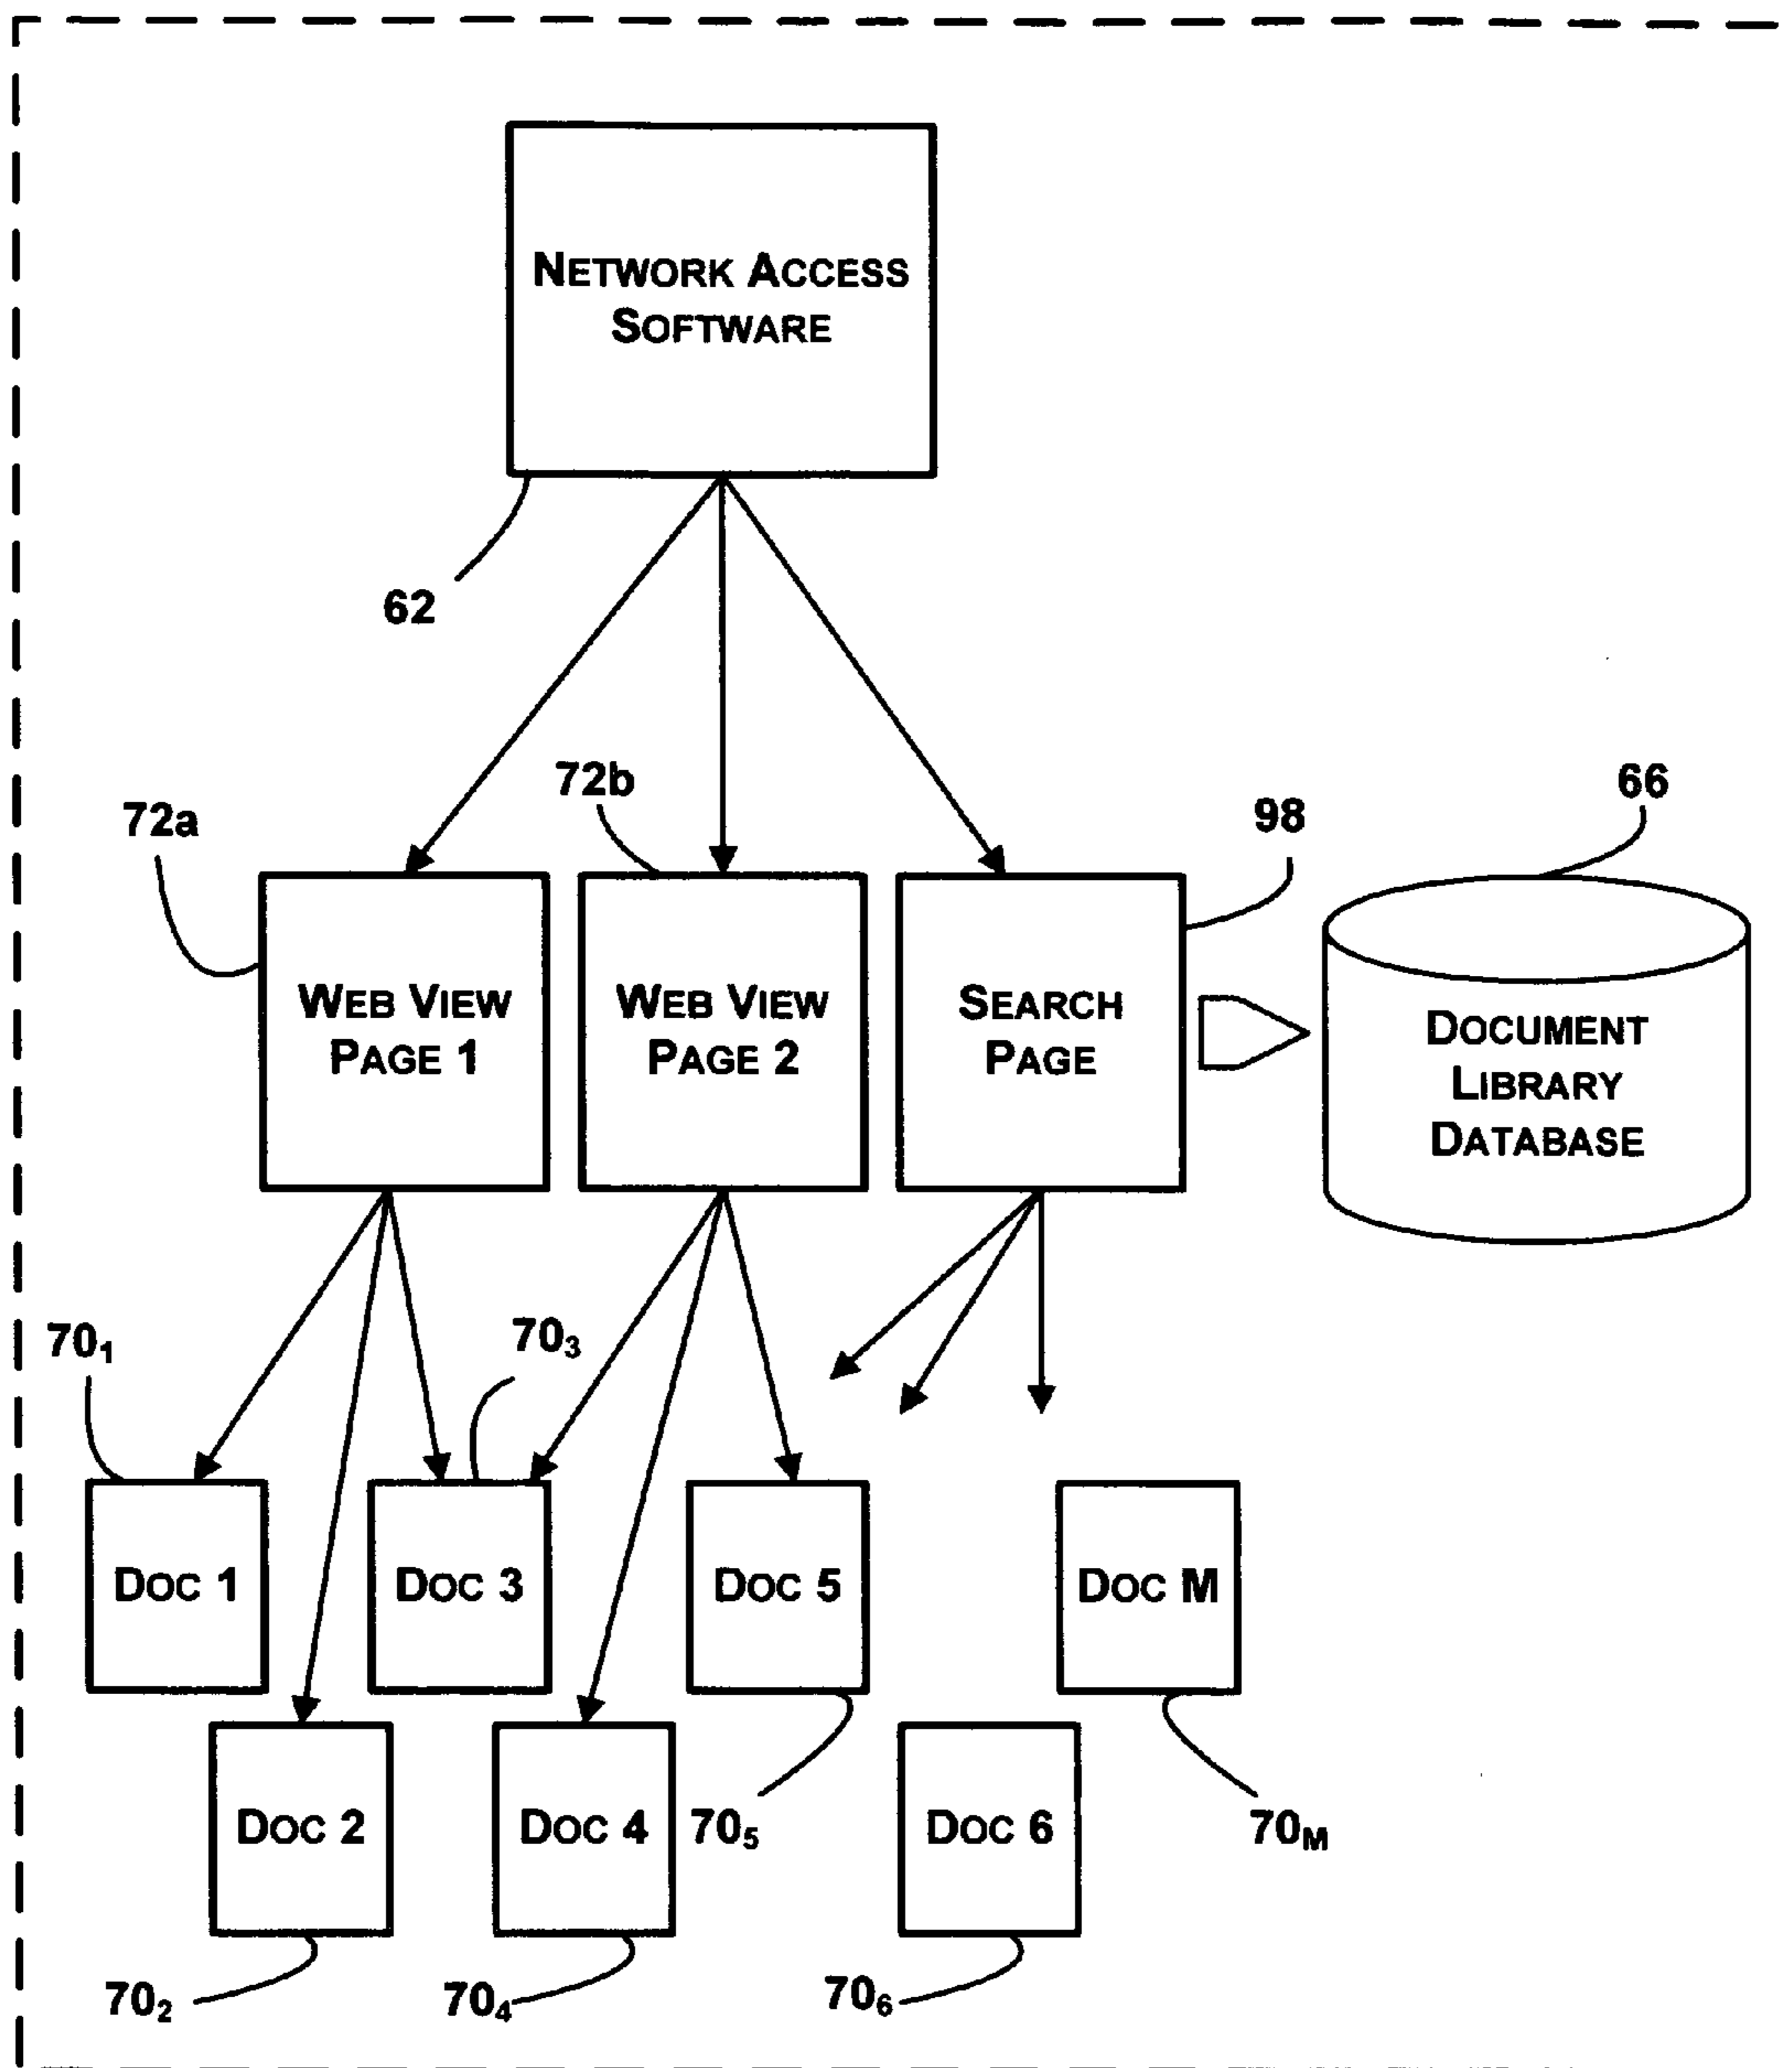 NETWORK ACCESS
SOFTWARE
62
72a
72b
98
66
WEB VIEW
PAGE 1
WEB VIEW
PAGE 2
SEARCH
PAGE
DOCUMENT
LIBRARY
DATABASE
70₁
70₃
DOC 1
DOC 3
DOC 5
DOC M
DOC 2
DOC 4
70₅
DOC 6
70M
70₂
70₄
70₆